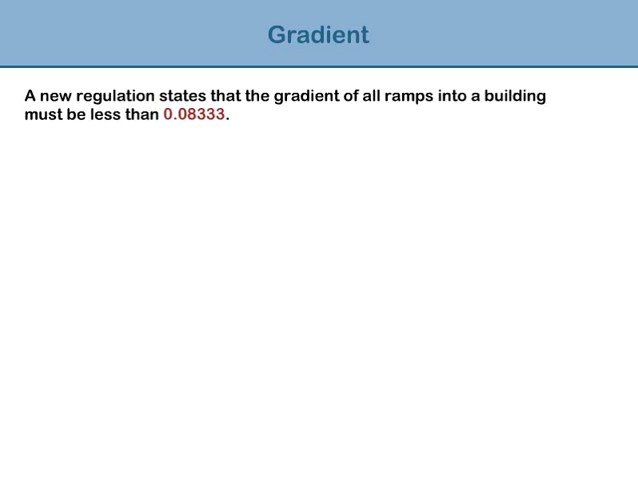 Gradient
A new regulation states that the gradient of all ramps into a building
must be less than 0.08333.